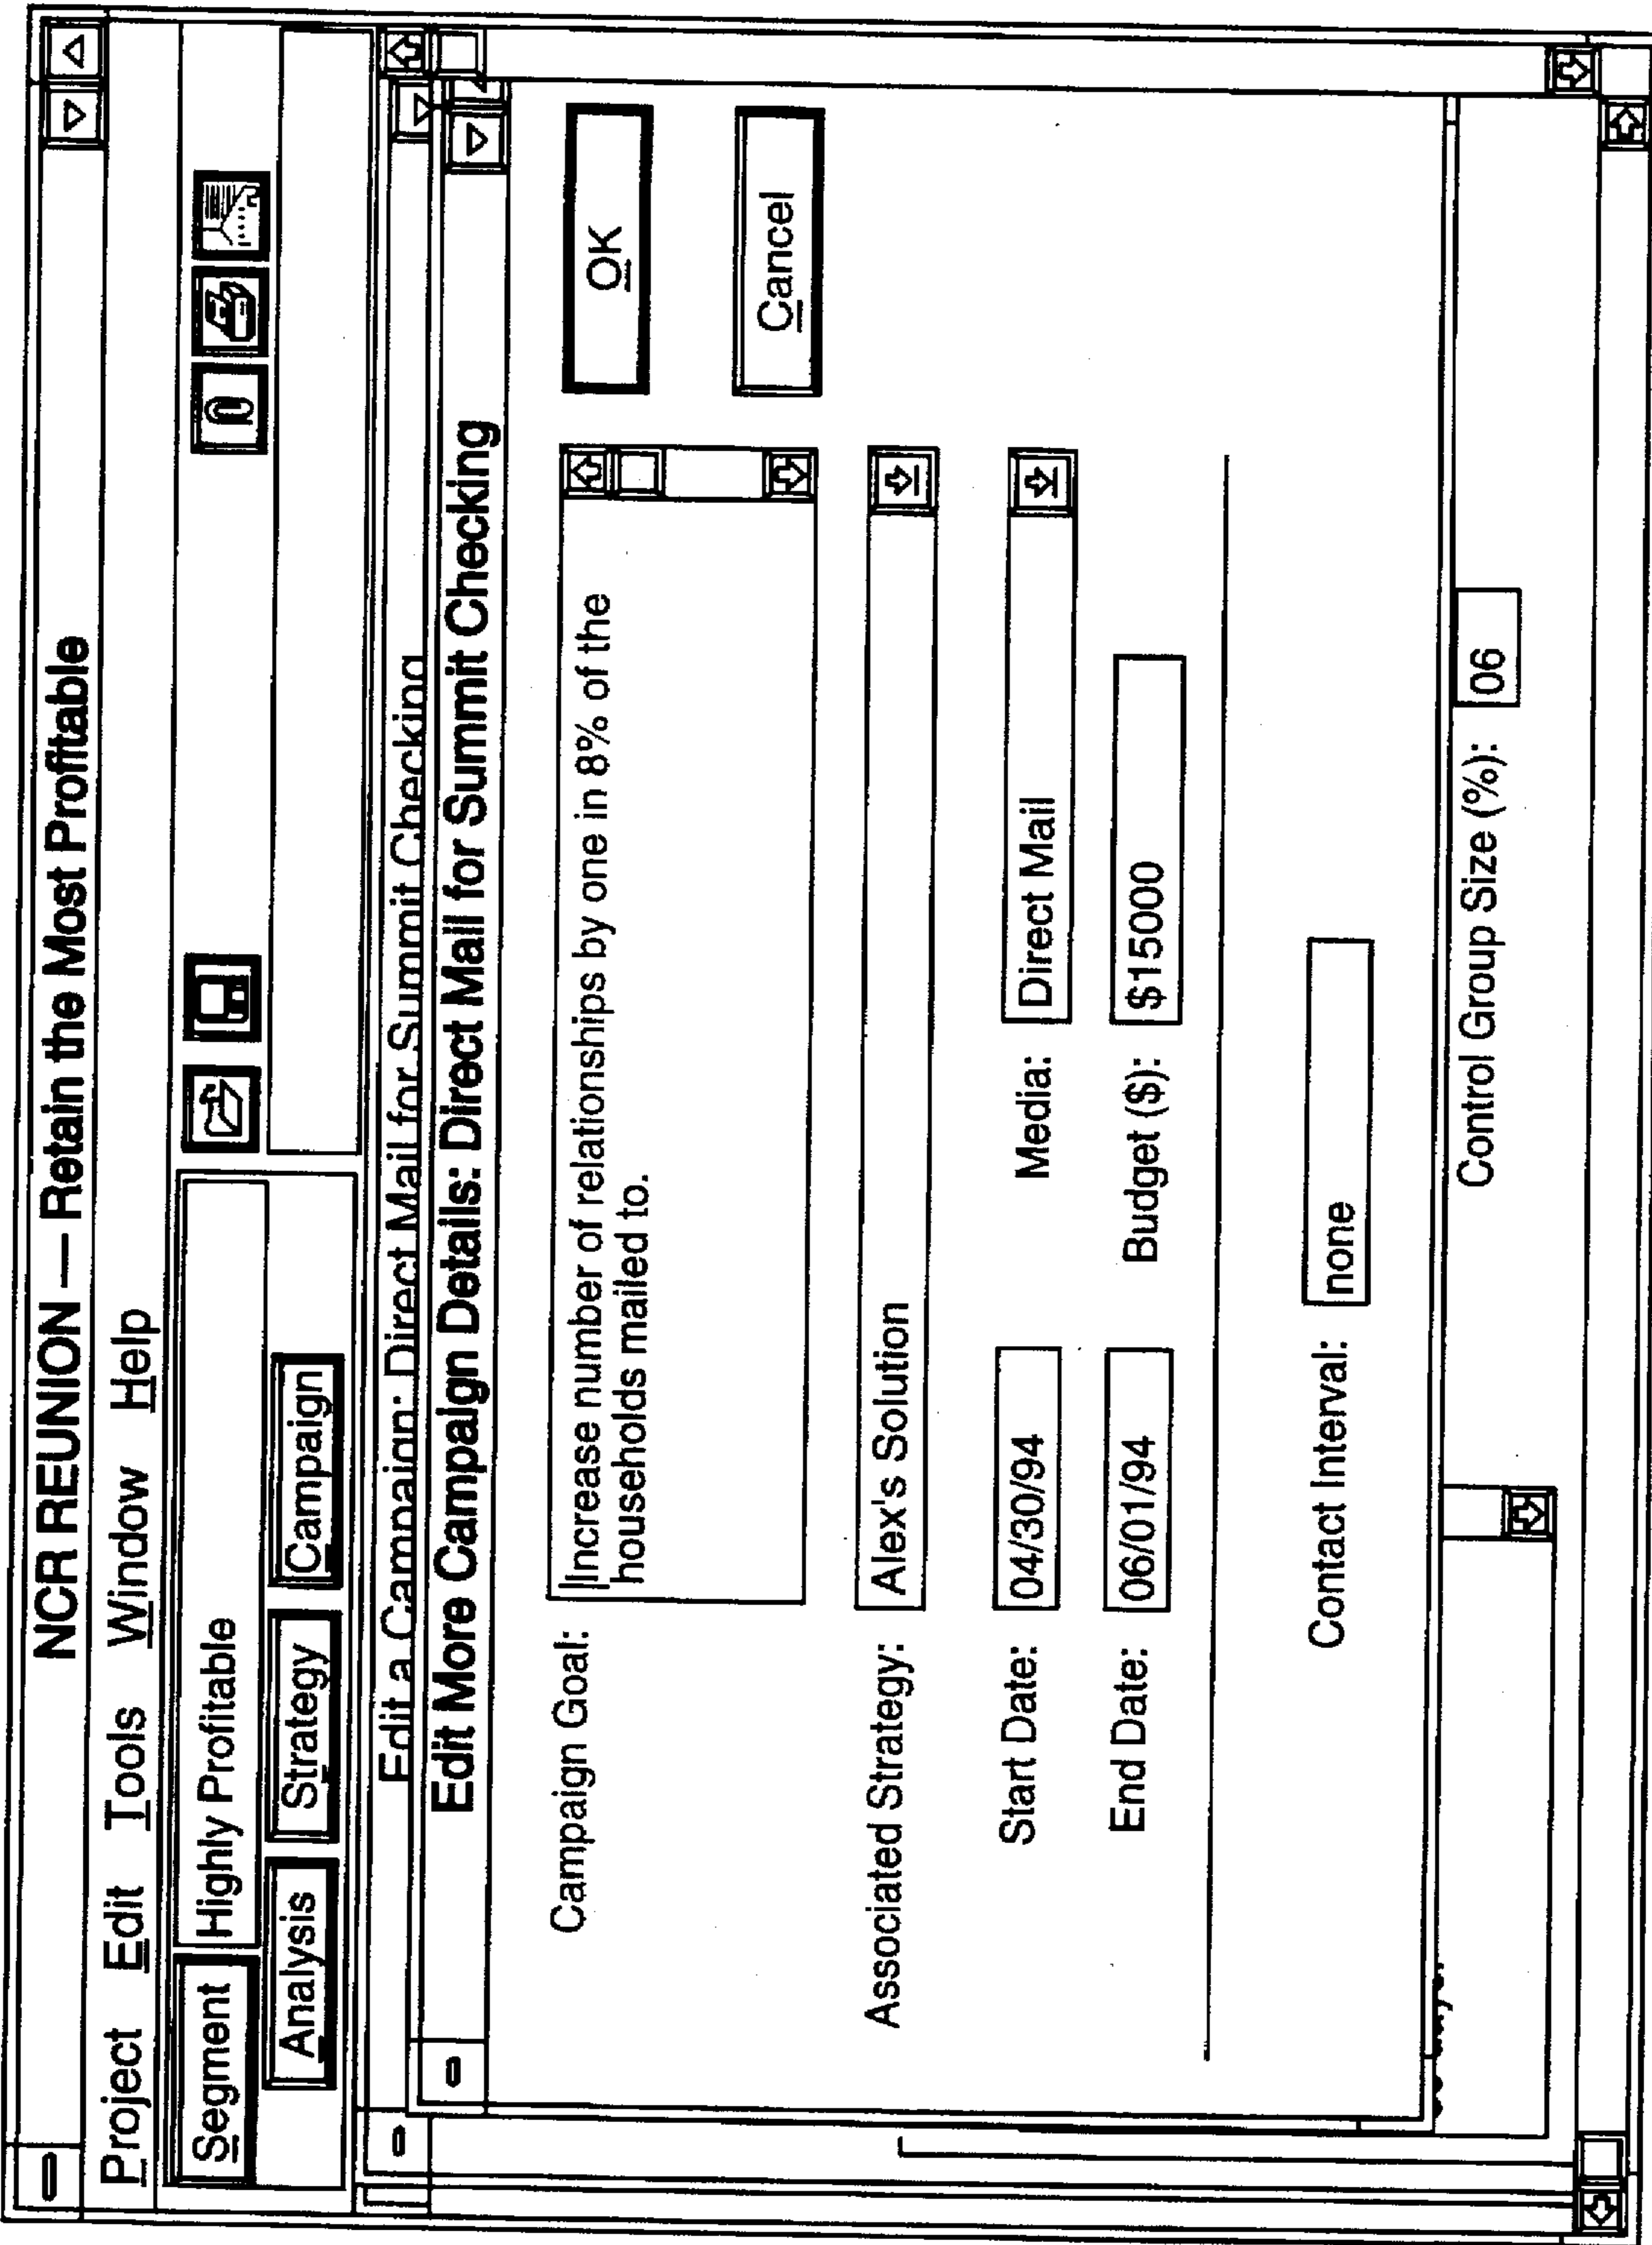 NCR REUNION — Retain the Most Profitable
Project Edit Tools Window Help
Segment Highly Profitable
Analysis Strategy Campaign
Edit a Campaign: Direct Mail for Summit Checking
Edit More Campaign Details: Direct Mail for Summit Checking
Campaign Goal: Increase number of relationships by one in 8% of the
households mailed to.
OK
Cancel
Associated Strategy: Alex's Solution
Start Date: 04/30/94 Media: Direct Mail
End Date: 06/01/94 Budget ($): $15000
Contact Interval: none
Control Group Size (%): 06